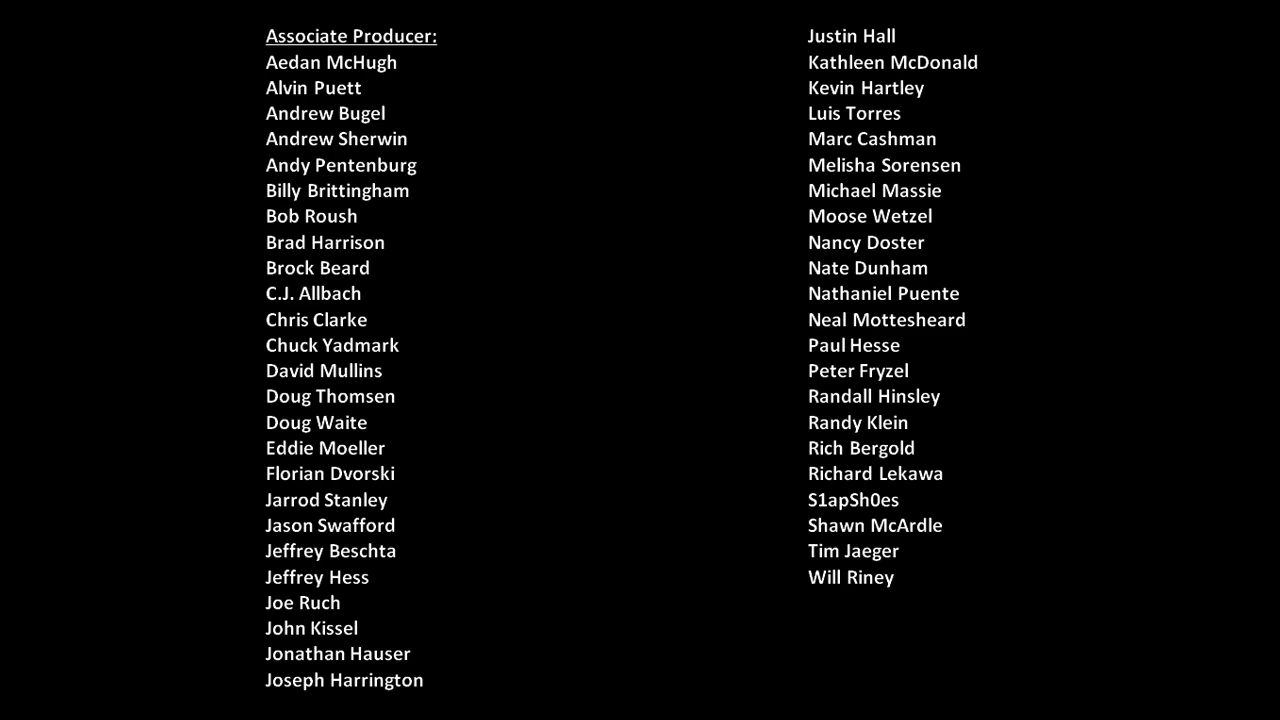 Associate Producer:
Aedan McHugh
Alvin Puett
Andrew Bugel
Andrew Sherwin
Andy Pentenburg
Billy Brittingham
Bob Roush
Brad Harrison
Brock Beard
C.J. Allbach
Chris Clarke
Chuck Yadmark
David Mullins
Doug Thomsen
Doug Waite
Eddie Moeller
Florian Dvorski
Jarrod Stanley
Jason Swafford
Jeffrey Beschta
Jeffrey Hess
Joe Ruch
John Kissel
Jonathan Hauser
Joseph Harrington
Justin Hall
Kathleen McDonald
Kevin Hartley
Luis Torres
Marc Cashman
Melisha Sorensen
Michael Massie
Moose Wetzel
Nancy Doster
Nate Dunham
Nathaniel Puente
Neal Mottesheard
Paul Hesse
Peter Fryzel
Randall Hinsley
Randy Klein
Rich Bergold
Richard Lekawa
S1apSh0es
Shawn McArdle
Tim Jaeger
Will Riney